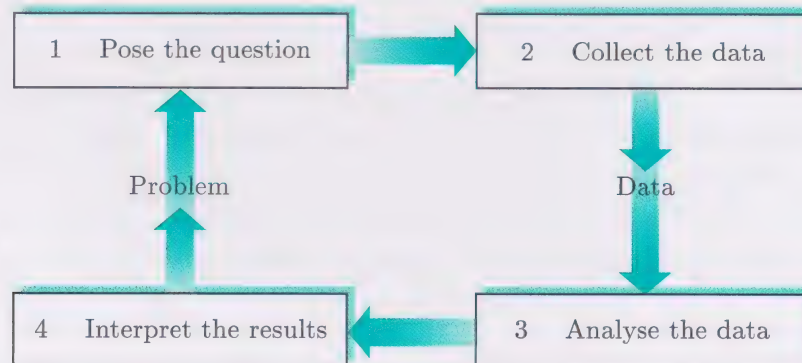 1 Pose the question
2 Collect the data
Problem
Data
4 Interpret the results
3 Analyse the data